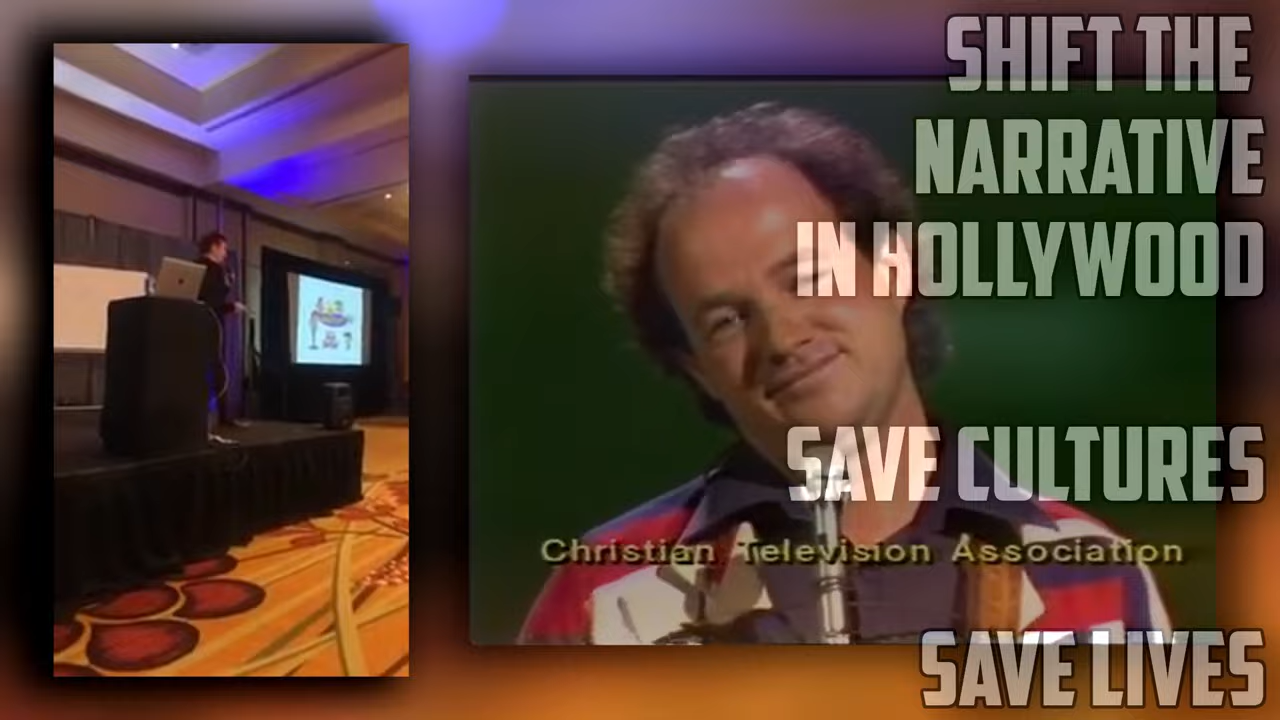 SHIFT THE
NARRATIVE
IN HOLLYWOOD
SAVE CULTURES
Christian Television Association
SAVE LIVES